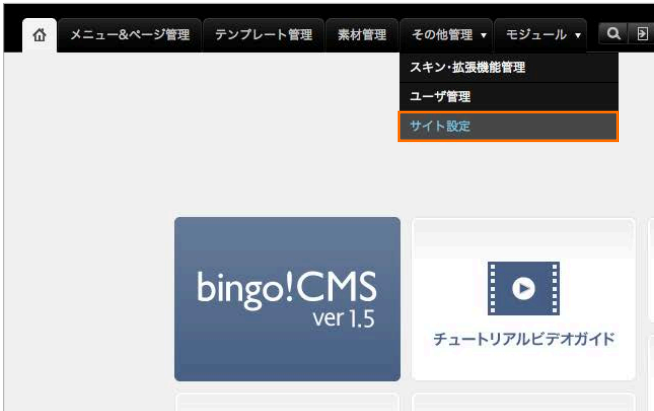 メニュー&ページ管理 テンプレート管理 素材管理 その他管理 ▼ モジュール ▼
スキン・拡張機能管理
ユーザ管理
サイト設定
bingo!CMS
ver 1.5
チュートリアルビデオガイド